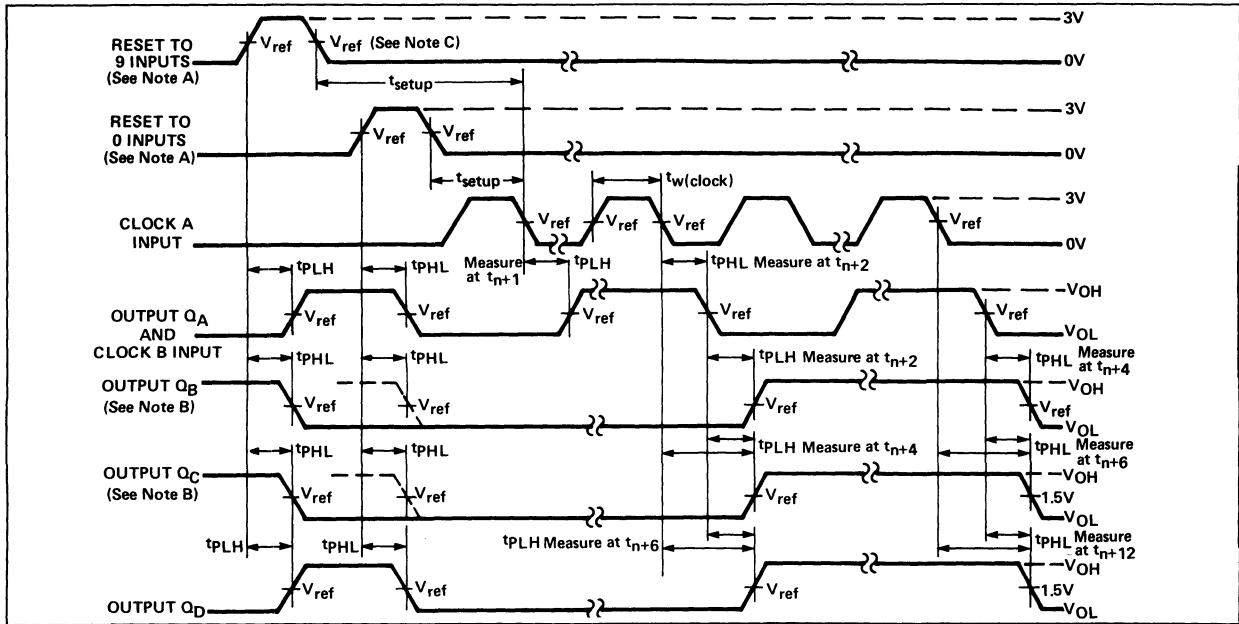 3V
RESET TO 9 INPUTS (See Note A)
Vref
Vref (See Note C)
0V
tsetup
3V
RESET TO 0 INPUTS (See Note A)
Vref
Vref
0V
tsetup
tw(clock)
3V
CLOCK A INPUT
Vref
Vref
Vref
Vref
0V
tPLH
tPHL
Measure at tn+1
tPLH
tPHL Measure at tn+2
VOH
OUTPUT QA AND CLOCK B INPUT
Vref
Vref
Vref
Vref
Vref
VOL
tPHL
tPHL
tPLH Measure at tn+2
tPHL Measure at tn+4
VOH
OUTPUT QB (See Note B)
Vref
Vref
Vref
Vref
VOL
tPHL
tPHL
tPLH Measure at tn+4
tPHL Measure at tn+6
VOH
OUTPUT QC (See Note B)
Vref
Vref
Vref
1.5V
VOL
tPLH
tPHL
tPLH Measure at tn+6
tPHL Measure at tn+12
VOH
OUTPUT QD
Vref
Vref
Vref
1.5V
VOL